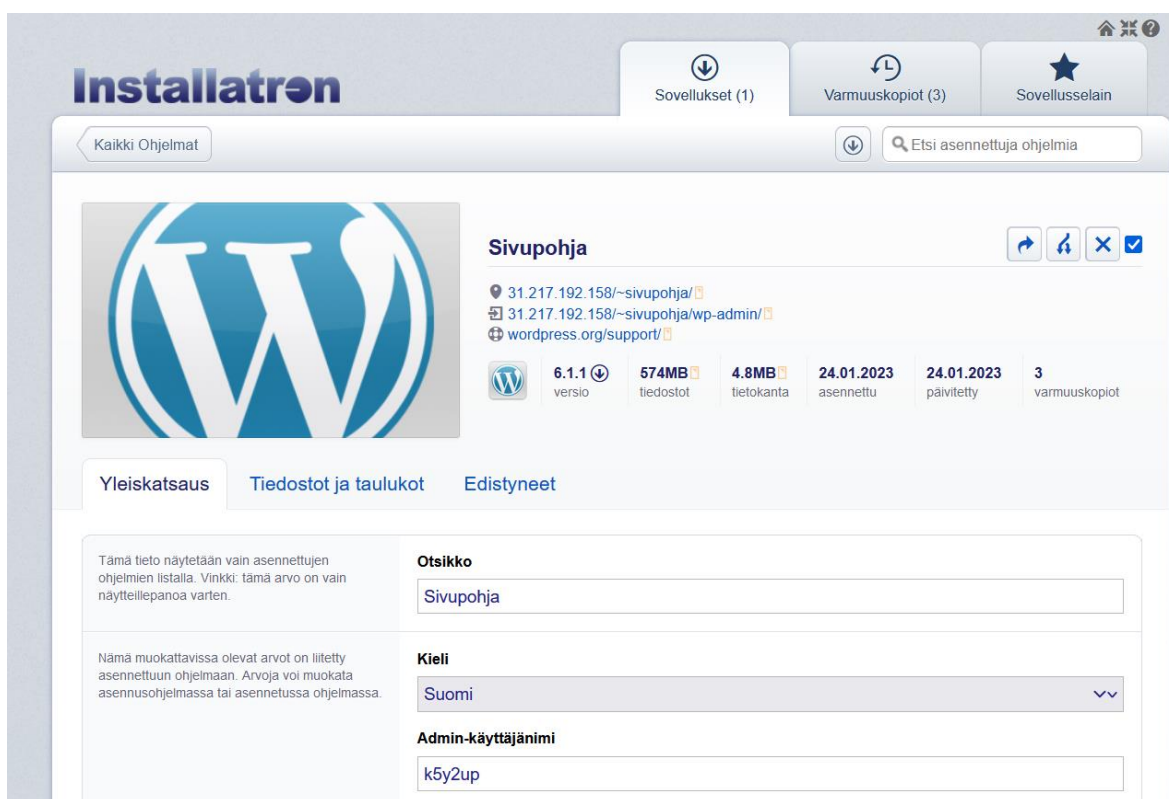 Installatron
Sovellukset (1)
Varmuuskopiot (3)
Sovellusselain
Kaikki Ohjelmat
Etsi asennettuja ohjelmia
Sivupohja
31.217.192.158/~sivupohja/
31.217.192.158/~sivupohja/wp-admin/
wordpress.org/support/
6.1.1 574MB 4.8MB 24.01.2023 24.01.2023 3
versio tiedostot tietokanta asennettu päivitetty varmuuskopiot
Yleiskatsaus Tiedostot ja taulukot Edistyneet
Tämä tieto näytetään vain asennettujen
ohjelmien listalla. Vinkki: tämä arvo on vain
näytteillepanoa varten.
Otsikko
Sivupohja
Nämä muokattavissa olevat arvot on liitetty
asennettuun ohjelmaan. Arvoja voi muokata
asennusohjelmassa tai asennetussa ohjelmassa.
Kieli
Suomi
Admin-käyttäjänimi
k5y2up